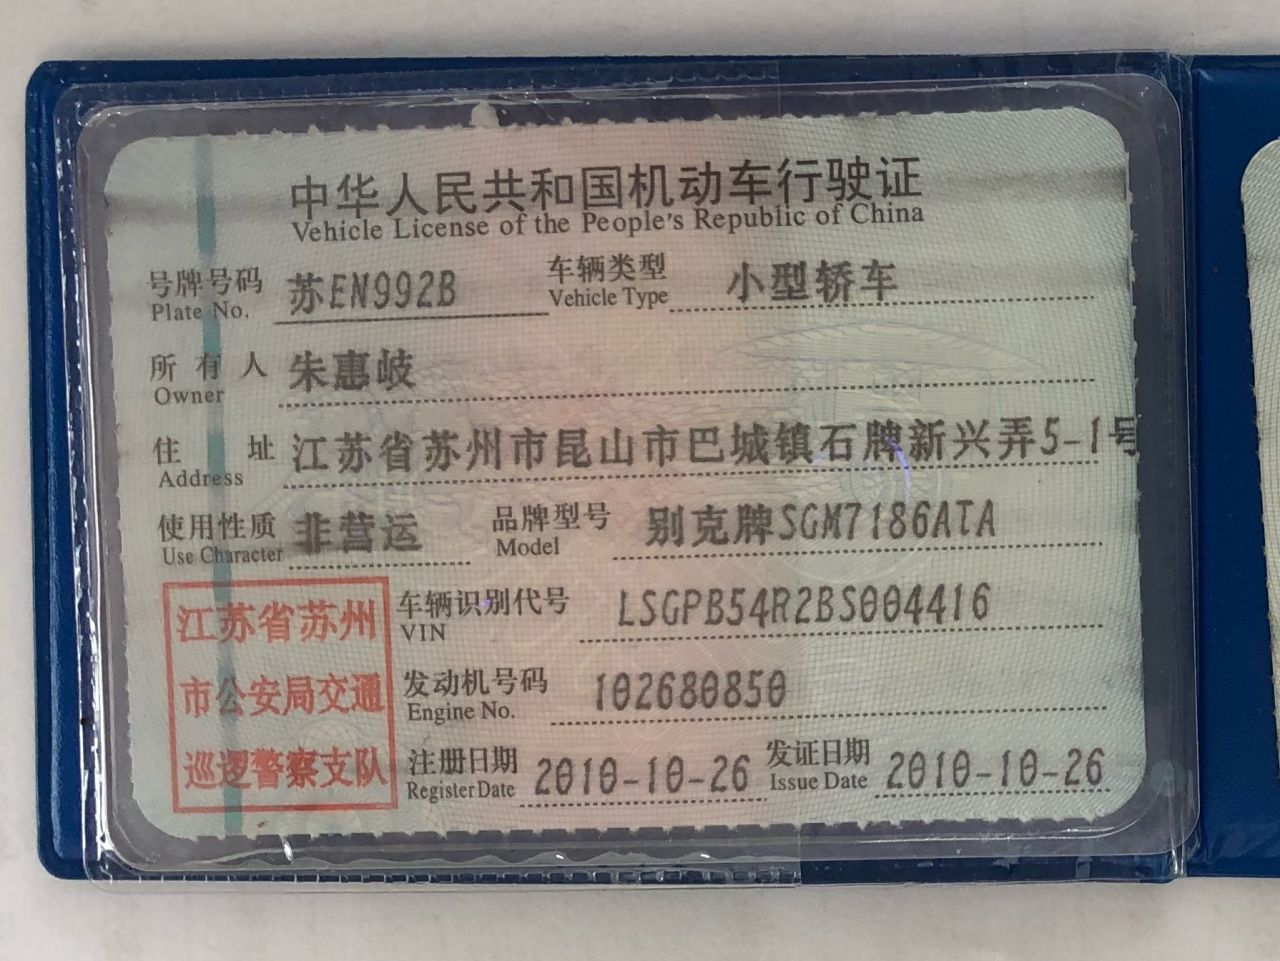 中华人民共和国机动车行驶证
Vehicle License of the People's Republic of China
号牌号码 苏EN992B 车辆类型 小型轿车
Plate No. Vehicle Type
所有人 朱惠岐
Owner
住址 江苏省苏州市昆山市巴城镇石牌新兴弄5-1号
Address
使用性质 非营运 品牌型号 别克牌SGM7186ATA
Use Character Model
江苏省苏州
市公安局交通
巡逻警察支队
车辆识别代号 LSGPB54R2BS004416
VIN
发动机号码 102680850
Engine No.
注册日期 2010-10-26 发证日期 2010-10-26
Register Date Issue Date